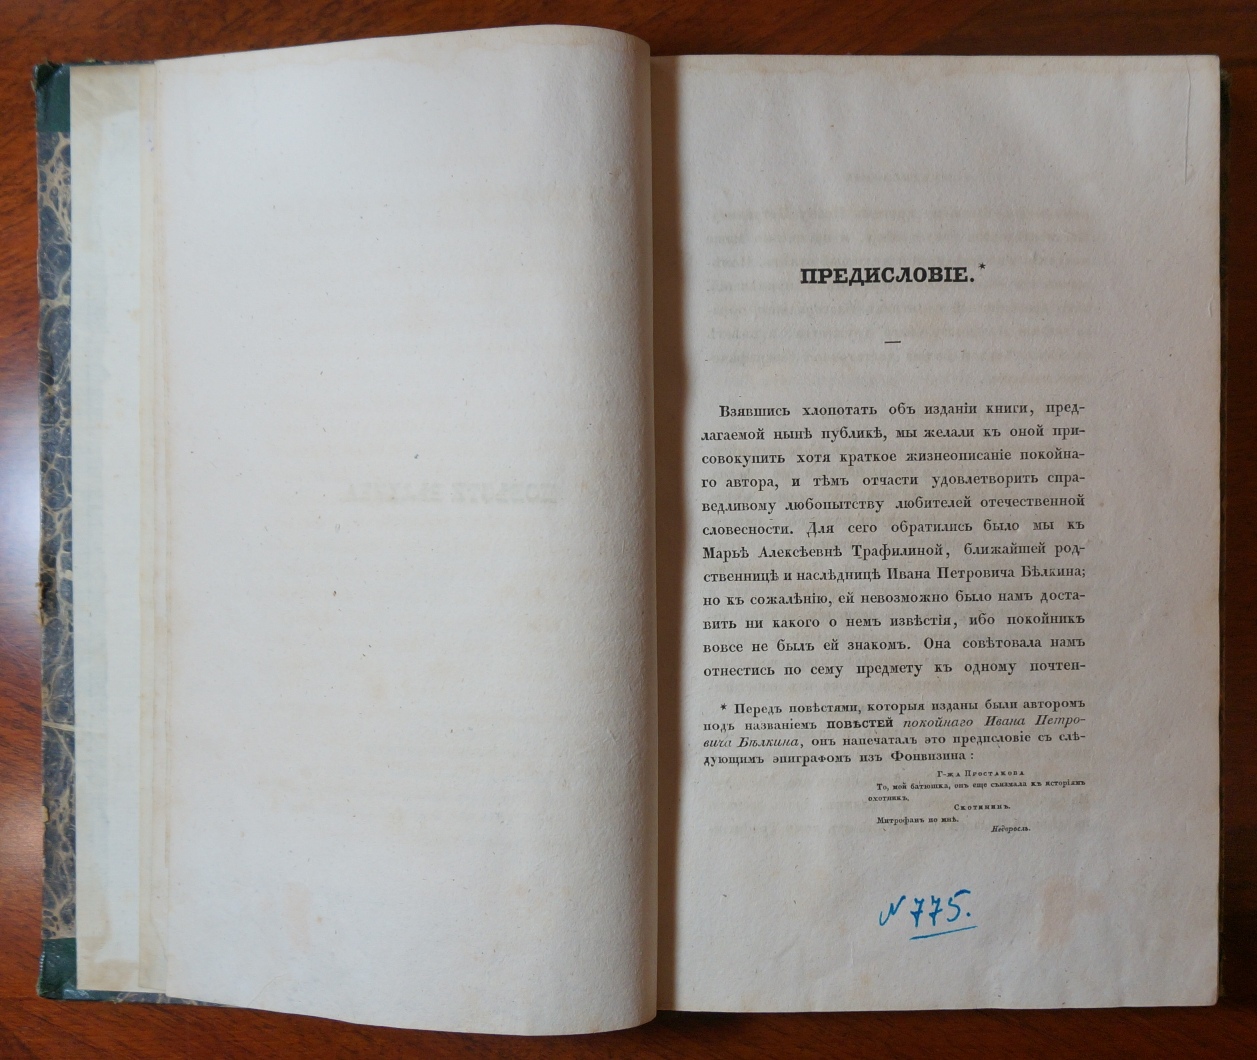 ПРЕДИСЛОВІЕ.*
Взявшись хлопотать объ изданіи книги, пред-
лагаемой нынѣ публикѣ, мы желали къ оной при-
совокупить хотя краткое жизнеописаніе покойна-
го автора, и тѣмъ отчасти удовлетворить спра-
ведливому любопытству любителей отечественной
словесности. Для сего обратились было мы къ
Марьѣ Алексѣевнѣ Трафилиной, ближайшей род-
ственницѣ и наслѣдницѣ Ивана Петровича Бѣлкина;
но къ сожалѣнію, ей невозможно было намъ доста-
вить ни какого о немъ извѣстія, ибо покойникъ
вовсе не былъ ей знакомъ. Она совѣтовала намъ
отнестись по сему предмету къ одному почтен-
* Передъ повѣстями, которыя изданы были авторомъ
подъ названіемъ ПОВѢСТЕЙ покойнаго Ивана Петро-
вича Бѣлкина, онъ напечаталъ это предисловіе съ слѣ-
дующимъ эпиграфомъ изъ Фонвизина:
Г-жа Простакова
То, мой батюшка, онъ еще сызмала къ исторіямъ
охотникъ.
Скотининъ.
Митрофанъ по мнѣ.
Недоросль.
N 775.